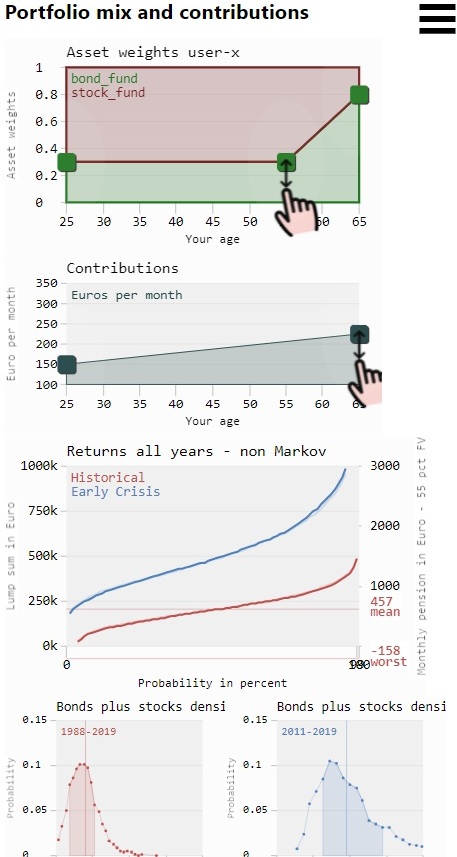 Portfolio mix and contributions
Asset weights user-x
Asset weights
1
0.8
0.6
0.4
0.2
0
bond_fund
stock_fund
25 30 35 40 45 50 60 65
Your age
Contributions
Euro per month
350
300
250
200
150
100
Euros per month
25 30 35 40 45 50 55 60 65
Your age
Returns all years - non Markov
Lump sum in Euro
1000k
750k
500k
250k
0k
Historical
Early Crisis
3000
2000
1000
457
mean
-158
worst
Monthly pension in Euro - 55 pct FV
0
Probability in percent
Bonds plus stocks densi
Probability
0.15
0.1
0.05
0
1988-2019
Bonds plus stocks densi
Probability
0.15
0.1
0.05
0
2011-2019